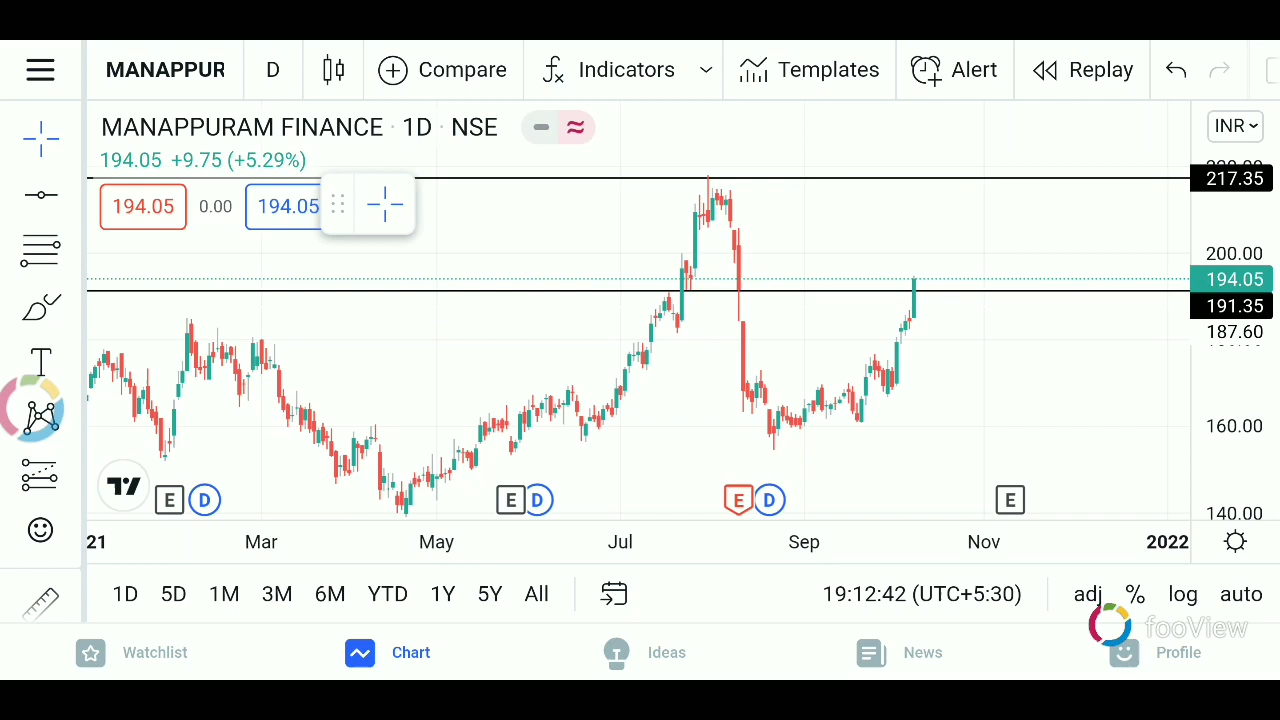 MANAPPUR D Compare Indicators Templates Alert Replay
MANAPPURAM FINANCE · 1D · NSE
INR
194.05 +9.75 (+5.29%)
217.35
194.05 0.00 194.05
200.00
194.05
191.35
187.60
160.00
E D E D E D E
140.00
21 Mar May Jul Sep Nov 2022
1D 5D 1M 3M 6M YTD 1Y 5Y All 19:12:42 (UTC+5:30) adj % log auto
fooView
Watchlist Chart Ideas News Profile